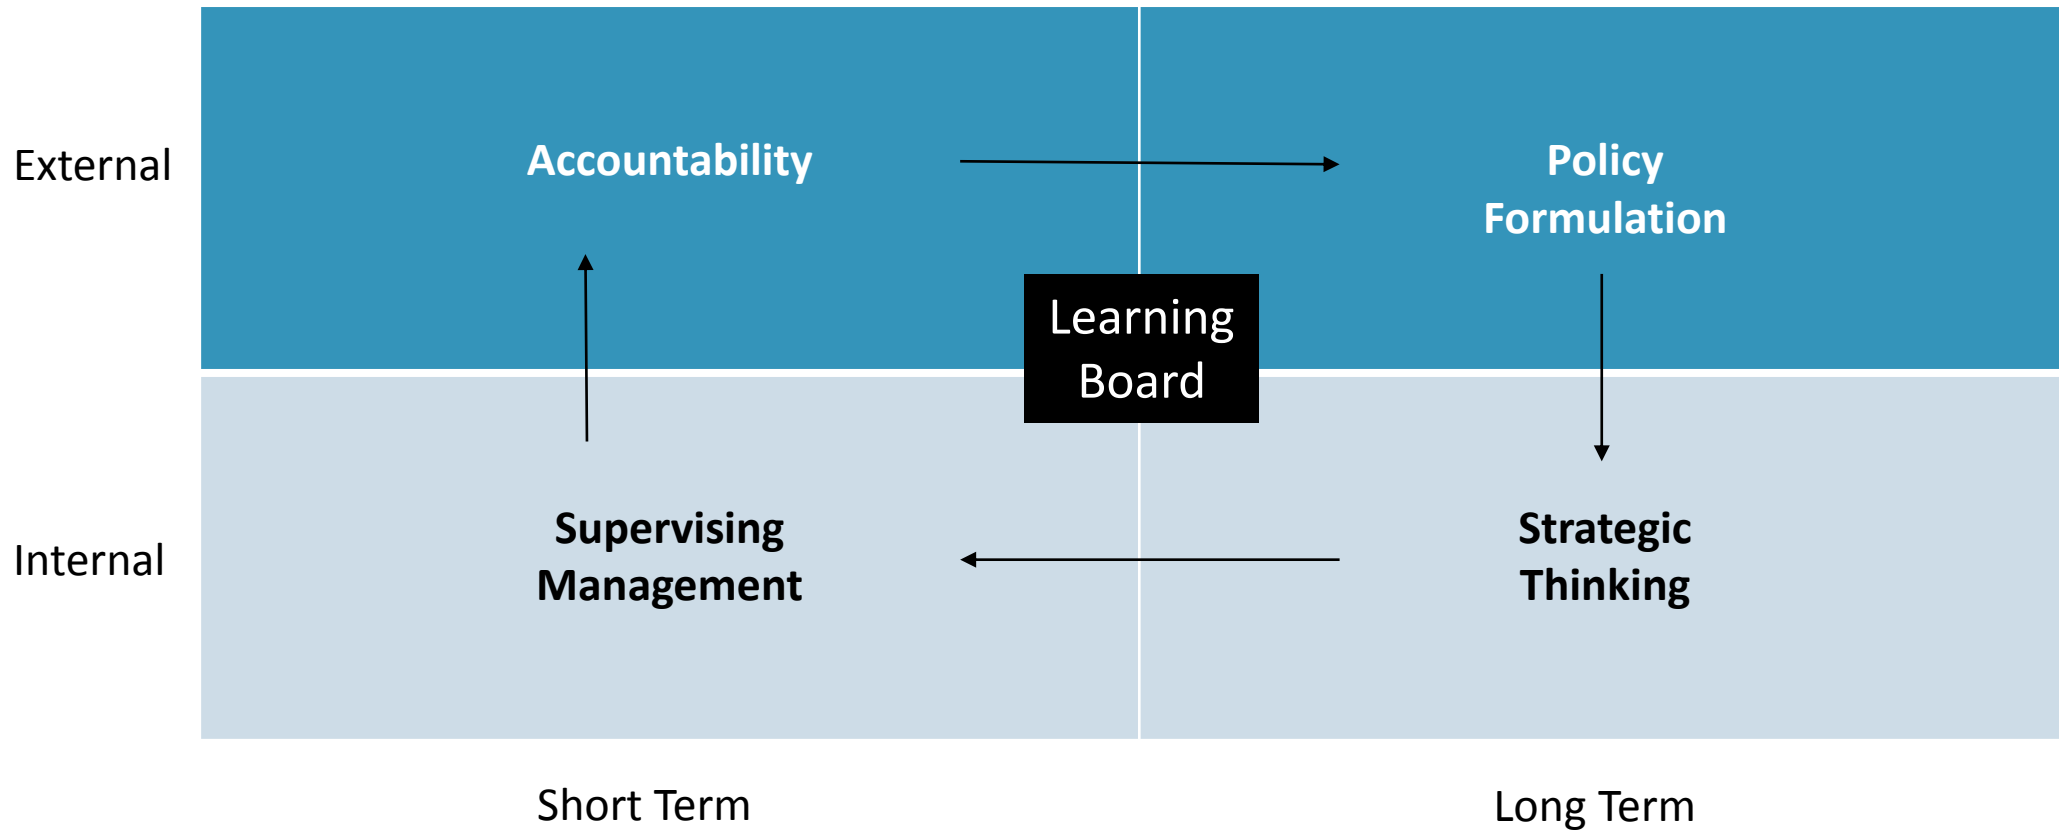 External
Accountability
Policy
Formulation
Learning
Board
Internal
Supervising
Management
Strategic
Thinking
Short Term
Long Term